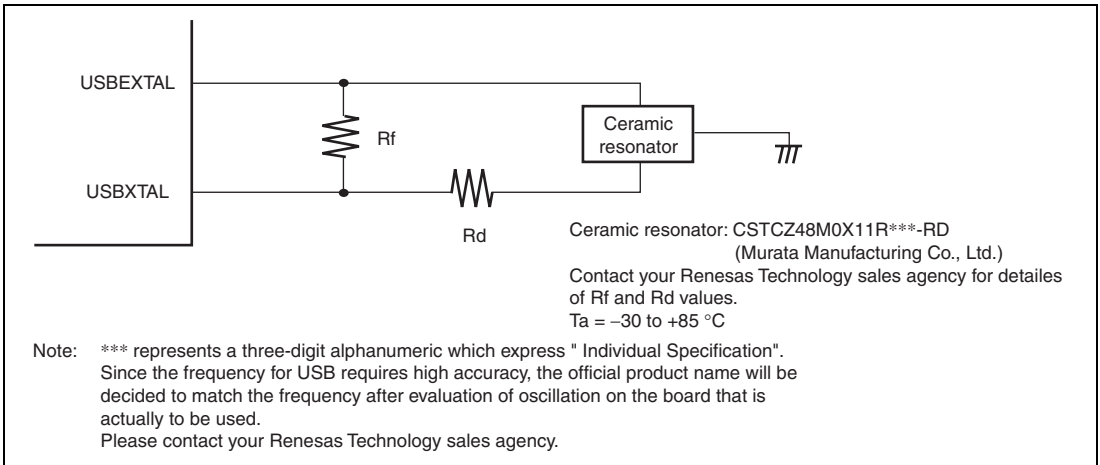 USBEXTAL
Rf
Ceramic
resonator
USBXTAL
Rd
Ceramic resonator: CSTCZ48M0X11R***-RD
(Murata Manufacturing Co., Ltd.)
Contact your Renesas Technology sales agency for detailes
of Rf and Rd values.
Ta = −30 to +85 °C
Note: *** represents a three-digit alphanumeric which express " Individual Specification".
Since the frequency for USB requires high accuracy, the official product name will be
decided to match the frequency after evaluation of oscillation on the board that is
actually to be used.
Please contact your Renesas Technology sales agency.